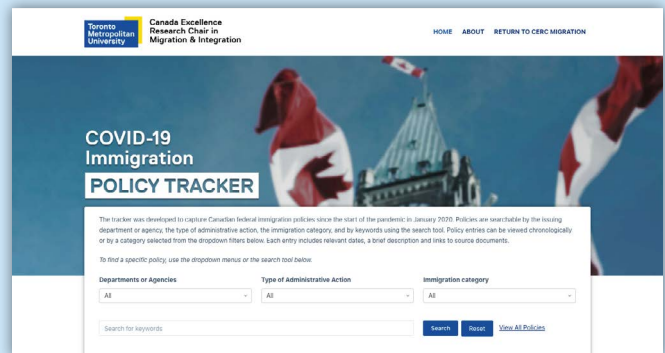 Toronto
Metropolitan
University
Canada Excellence
Research Chair in
Migration & Integration
HOME ABOUT RETURN TO CERC MIGRATION
COVID-19
Immigration
POLICY TRACKER
The tracker was developed to capture Canadian federal immigration policies since the start of the pandemic in January 2020. Policies are searchable by the issuing
department or agency, the type of administrative action, the immigration category, and by keywords using the search tool. Policy entries can be viewed chronologically
or by a category selected from the dropdown filters below. Each entry includes relevant dates, a brief description and links to source documents.
To find a specific policy, use the dropdown menus or the search tool below.
Departments or Agencies Type of Administrative Action Immigration category
All All All
Search for keywords Search Reset View All Policies